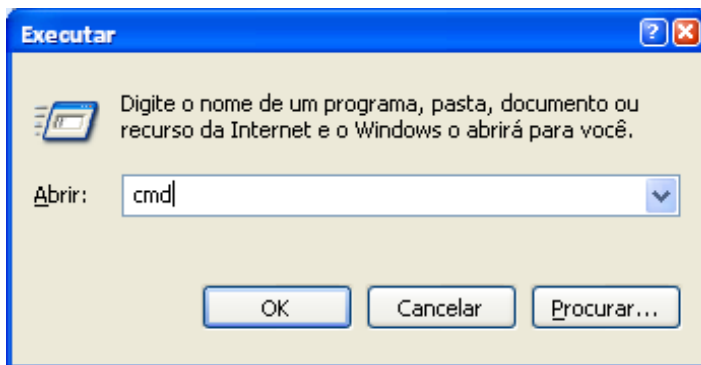 Executar
Digite o nome de um programa, pasta, documento ou
recurso da Internet e o Windows o abrirá para você.
Abrir: cmd
OK Cancelar Procurar...